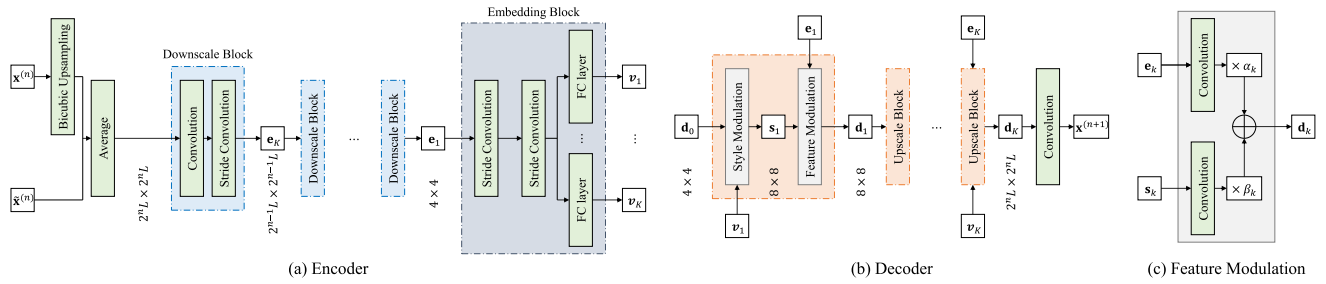 x^(n)
x̃^(n)
Bicubic Upsampling
Average
2^n L × 2^n L
Downscale Block
Convolution
Stride Convolution
e_K
2^{n−1}L × 2^{n−1}L
Downscale Block
...
Downscale Block
e_1
4 × 4
Embedding Block
Stride Convolution
Stride Convolution
FC layer
...
FC layer
v_1
...
v_K
(a) Encoder
d_0
4 × 4
Style Modulation
v_1
s_1
8 × 8
e_1
Feature Modulation
d_1
8 × 8
Upscale Block
...
e_K
Upscale Block
v_K
d_K
2^n L × 2^n L
Convolution
x^(n+1)
(b) Decoder
e_k
Convolution
× α_k
s_k
Convolution
× β_k
d_k
(c) Feature Modulation